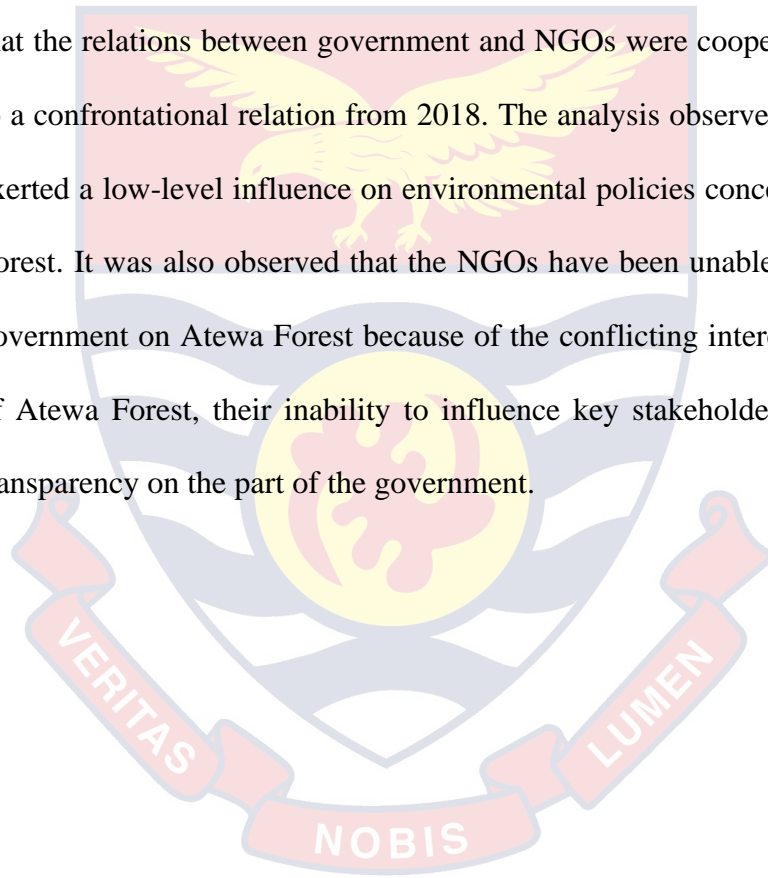 at the relations between government and NGOs were coope
a confrontational relation from 2018. The analysis observe
xerted a low-level influence on environmental policies conce
orest. It was also observed that the NGOs have been unable
overnment on Atewa Forest because of the conflicting intere
f Atewa Forest, their inability to influence key stakeholde
ansparency on the part of the government.
VERITAS
NOBIS
LUMEN